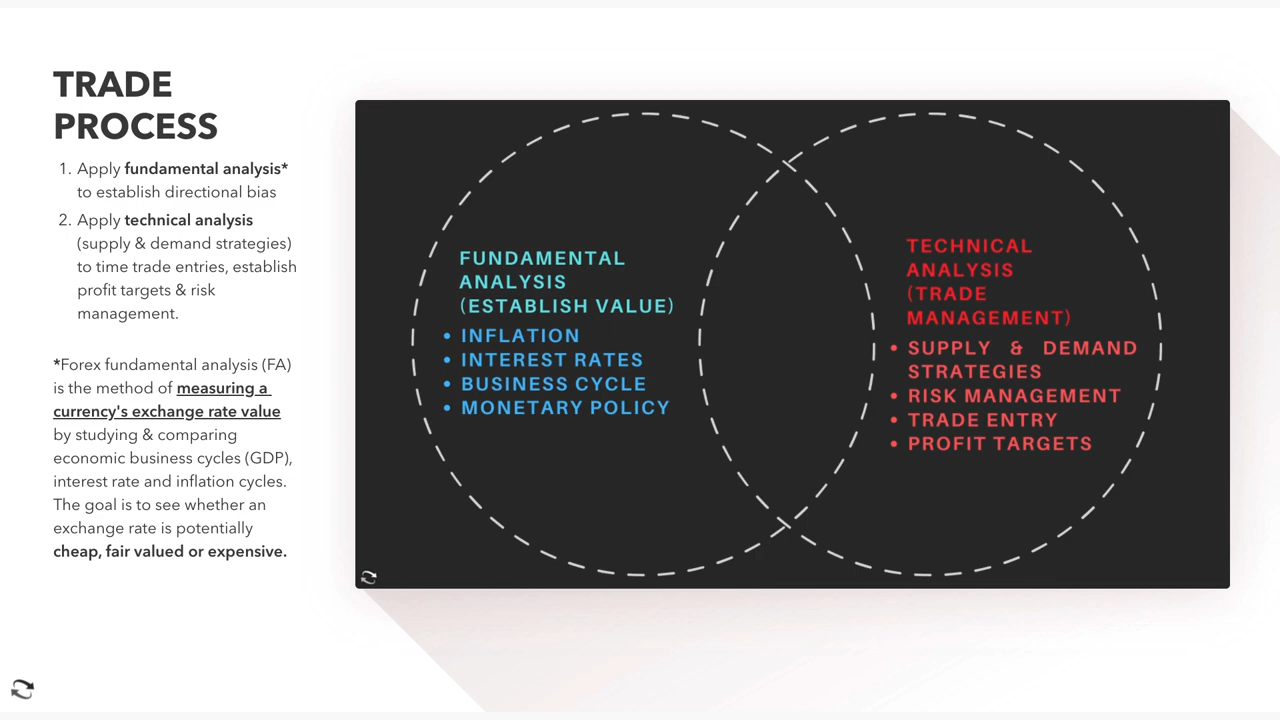 TRADE
PROCESS
1. Apply fundamental analysis*
to establish directional bias
2. Apply technical analysis
(supply & demand strategies)
to time trade entries, establish
profit targets & risk
management.
*Forex fundamental analysis (FA)
is the method of measuring a
currency's exchange rate value
by studying & comparing
economic business cycles (GDP),
interest rate and inflation cycles.
The goal is to see whether an
exchange rate is potentially
cheap, fair valued or expensive.
FUNDAMENTAL
ANALYSIS
(ESTABLISH VALUE)
• INFLATION
• INTEREST RATES
• BUSINESS CYCLE
• MONETARY POLICY
TECHNICAL
ANALYSIS
(TRADE
MANAGEMENT)
• SUPPLY & DEMAND
STRATEGIES
• RISK MANAGEMENT
• TRADE ENTRY
• PROFIT TARGETS